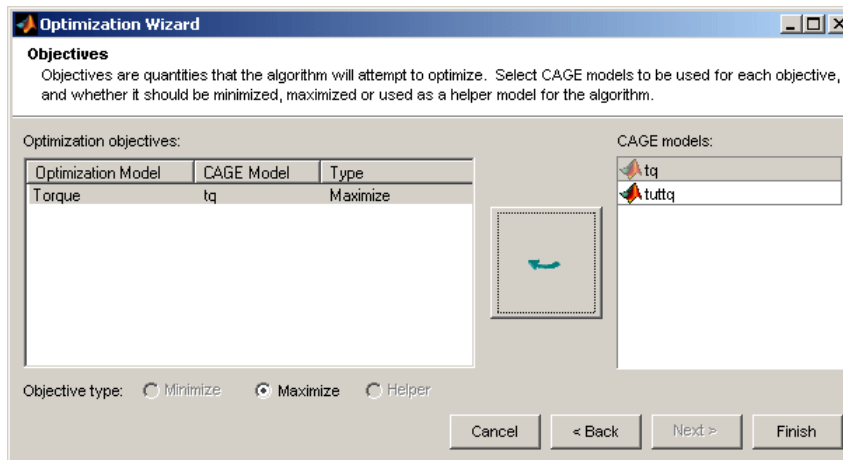 Optimization Wizard
Objectives
Objectives are quantities that the algorithm will attempt to optimize. Select CAGE models to be used for each objective,
and whether it should be minimized, maximized or used as a helper model for the algorithm.
Optimization objectives:
CAGE models:
Optimization Model CAGE Model Type
Torque tq Maximize
tq
tuttq
Objective type: Minimize Maximize Helper
Cancel < Back Next > Finish